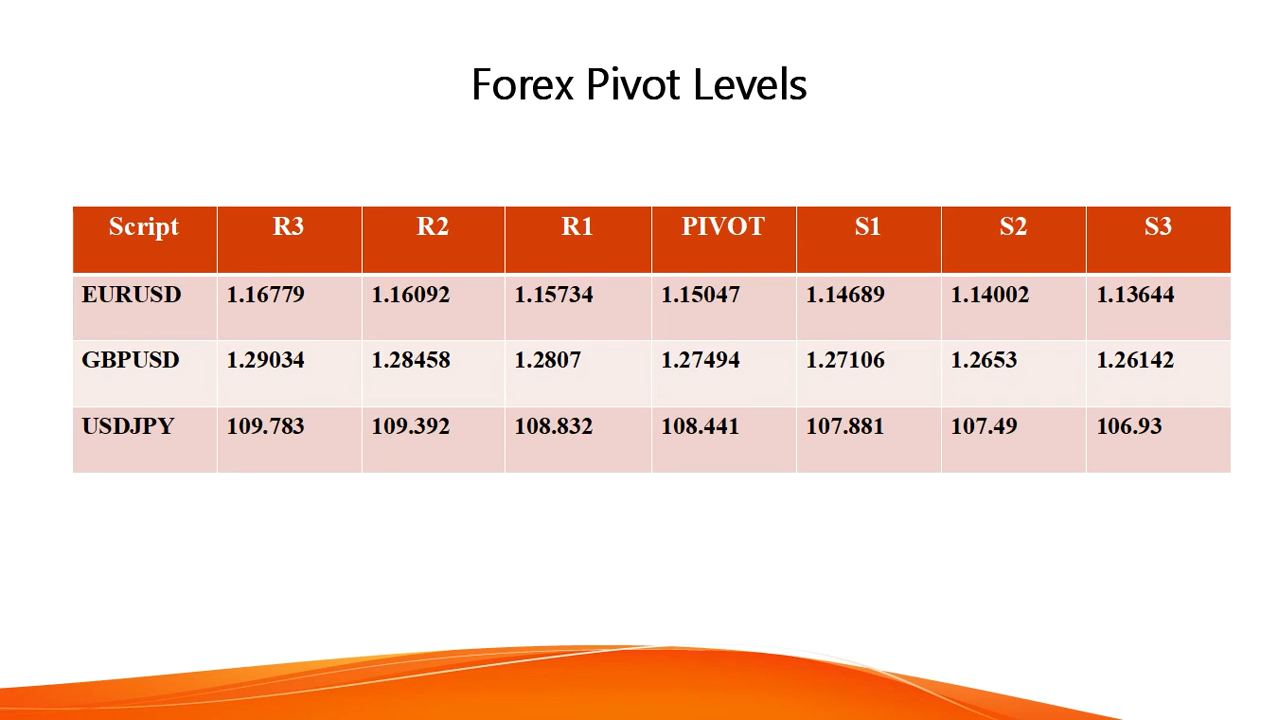 Forex Pivot Levels
Script R3 R2 R1 PIVOT S1 S2 S3
EURUSD 1.16779 1.16092 1.15734 1.15047 1.14689 1.14002 1.13644
GBPUSD 1.29034 1.28458 1.2807 1.27494 1.27106 1.2653 1.26142
USDJPY 109.783 109.392 108.832 108.441 107.881 107.49 106.93